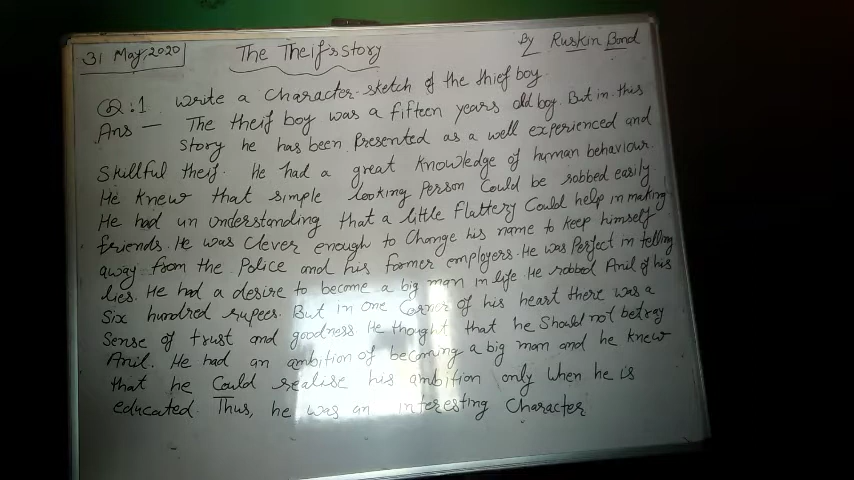 31 May, 2020 The Theif's story By Ruskin Bond
Q:1 write a character-sketch of the thief boy.
Ans — The theif boy was a fifteen years old boy. But in this
story he has been presented as a well experienced and
Skillful theif. He had a great knowledge of human behaviour.
He knew that simple looking person could be robbed easily
He had un understanding that a little flattery could help in making
friends. He was clever enough to change his name to keep himself
away from the police and his former employers. He was perfect in telling
lies. He had a desire to become a big man in life. He robbed Anil of his
six hundred rupees. But in one corner of his heart there was a
sense of trust and goodness. He thought that he should not betray
Anil. He had an ambition of becoming a big man and he knew
that he could realise his ambition only when he is
educated. Thus, he was an interesting character